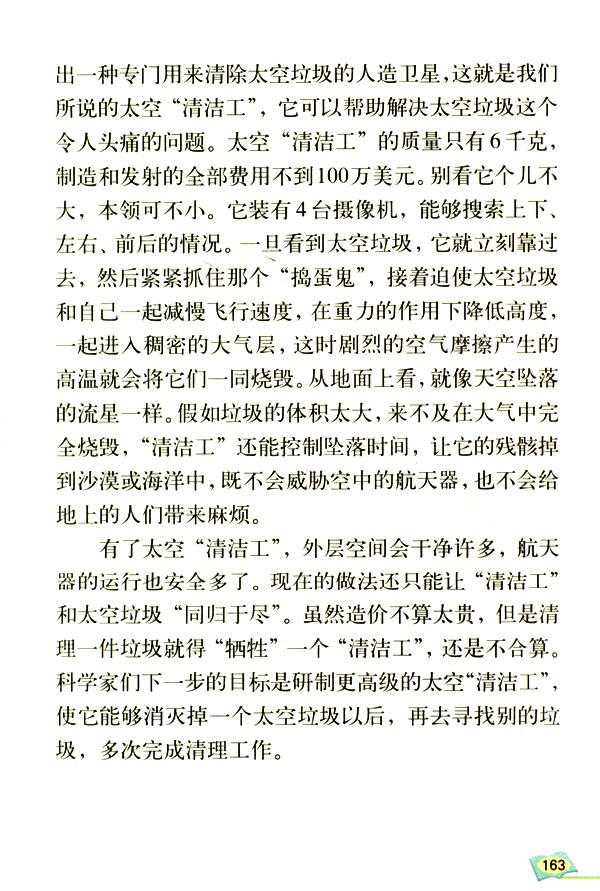 出一种专门用来清除太空垃圾的人造卫星，这就是我们
所说的太空“清洁工”，它可以帮助解决太空垃圾这个
令人头痛的问题。太空“清洁工”的质量只有6千克，
制造和发射的全部费用不到100万美元。别看它个儿不
大，本领可不小。它装有4台摄像机，能够搜索上下、
左右、前后的情况。一旦看到太空垃圾，它就立刻靠过
去，然后紧紧抓住那个“捣蛋鬼”，接着迫使太空垃圾
和自己一起减慢飞行速度，在重力的作用下降低高度，
一起进入稠密的大气层，这时剧烈的空气摩擦产生的
高温就会将它们一同烧毁。从地面上看，就像天空坠落
的流星一样。假如垃圾的体积太大，来不及在大气中完
全烧毁，“清洁工”还能控制坠落时间，让它的残骸掉
到沙漠或海洋中，既不会威胁空中的航天器，也不会给
地上的人们带来麻烦。
有了太空“清洁工”，外层空间会干净许多，航天
器的运行也安全多了。现在的做法还只能让“清洁工”
和太空垃圾“同归于尽”。虽然造价不算太贵，但是清
理一件垃圾就得“牺牲”一个“清洁工”，还是不合算。
科学家们下一步的目标是研制更高级的太空“清洁工”，
使它能够消灭掉一个太空垃圾以后，再去寻找别的垃
圾，多次完成清理工作。
163